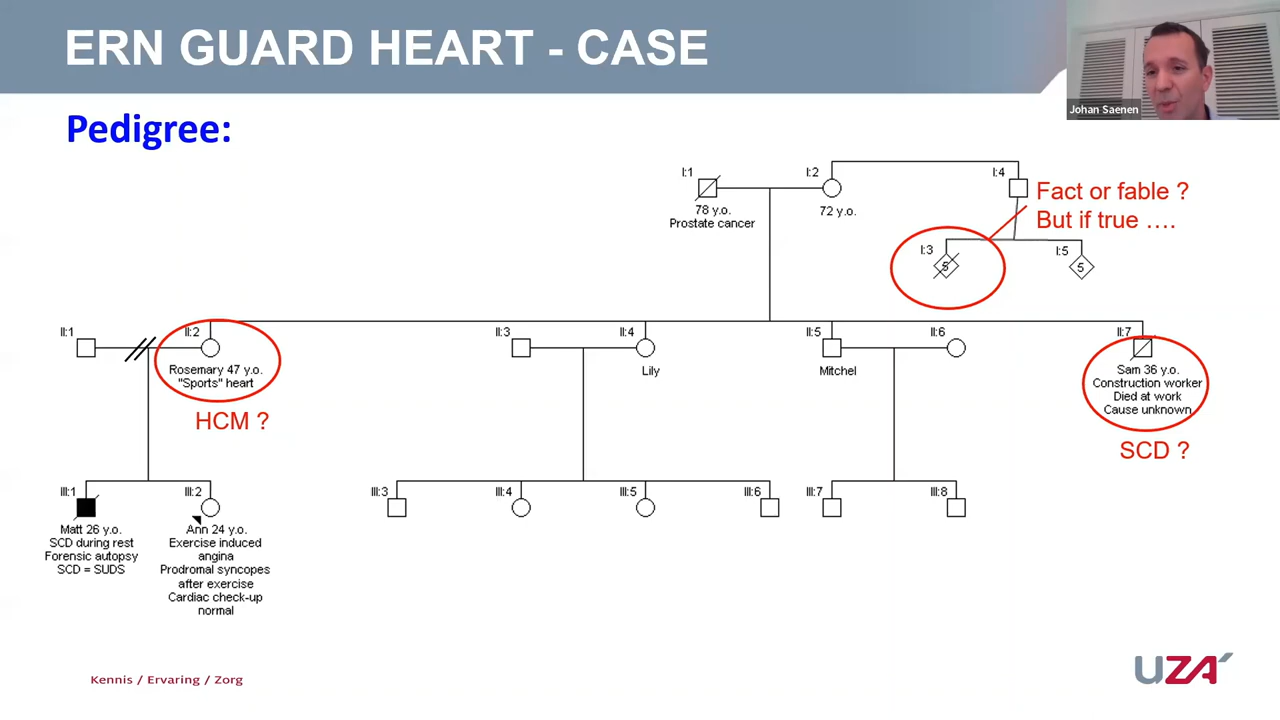 ERN GUARD HEART - CASE
Johan Saenen
Pedigree:
I:1
I:2
I:4
78 y.o.
Prostate cancer
72 y.o.
Fact or fable ?
But if true ….
I:3
5
I:5
5
II:1
II:2
Rosemary 47 y.o.
"Sports" heart
HCM ?
II:3
II:4
Lily
II:5
Mitchel
II:6
II:7
Sam 36 y.o.
Construction worker
Died at work
Cause unknown
SCD ?
III:1
Matt 26 y.o.
SCD during rest
Forensic autopsy
SCD = SUDS
III:2
Ann 24 y.o.
Exercise induced
angina
Prodromal syncopes
after exercise
Cardiac check-up
normal
III:3
III:4
III:5
III:6
III:7
III:8
Kennis / Ervaring / Zorg
UZA